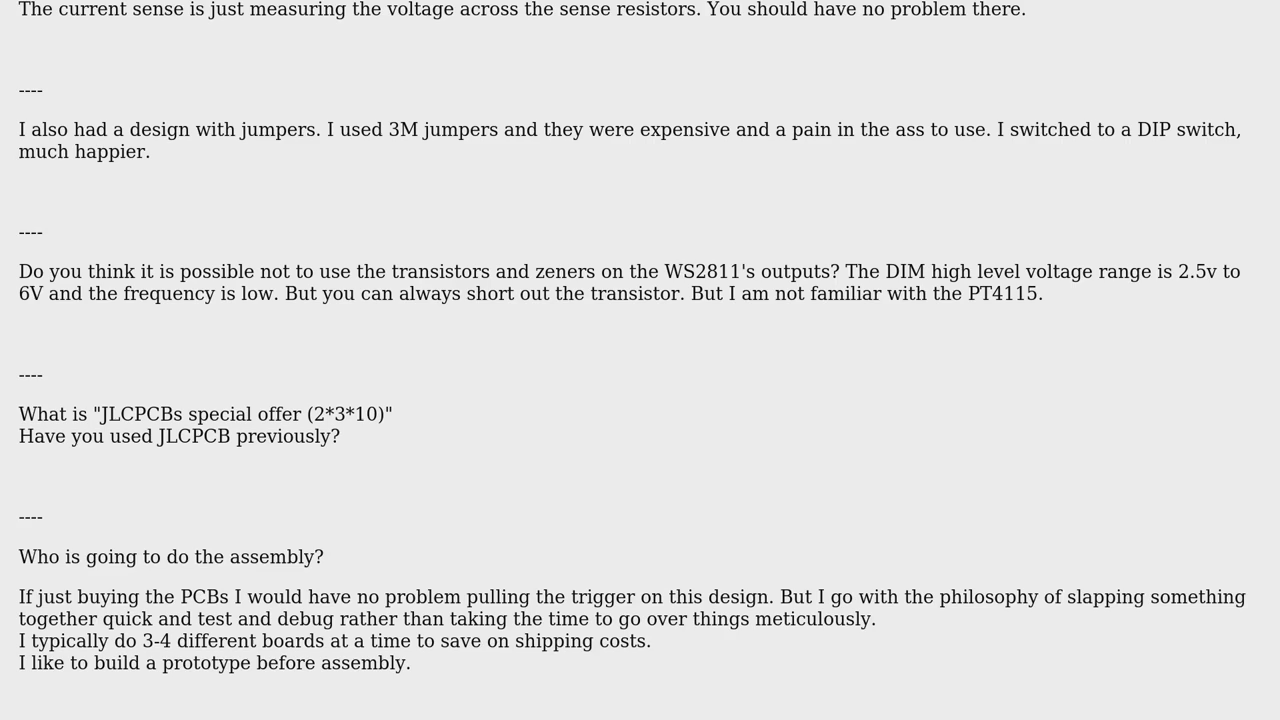 The current sense is just measuring the voltage across the sense resistors. You should have no problem there.
----
I also had a design with jumpers. I used 3M jumpers and they were expensive and a pain in the ass to use. I switched to a DIP switch,
much happier.
----
Do you think it is possible not to use the transistors and zeners on the WS2811's outputs? The DIM high level voltage range is 2.5v to
6V and the frequency is low. But you can always short out the transistor. But I am not familiar with the PT4115.
----
What is "JLCPCBs special offer (2*3*10)"
Have you used JLCPCB previously?
----
Who is going to do the assembly?
If just buying the PCBs I would have no problem pulling the trigger on this design. But I go with the philosophy of slapping something
together quick and test and debug rather than taking the time to go over things meticulously.
I typically do 3-4 different boards at a time to save on shipping costs.
I like to build a prototype before assembly.